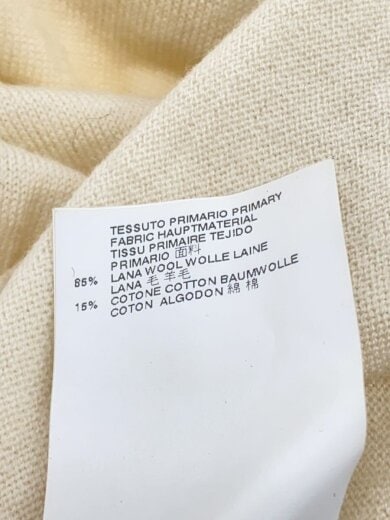 TESSUTO PRIMARIO PRIMARY
FABRIC HAUPTMATERIAL
TISSU PRIMAIRE TEJIDO
PRIMARIO 面料
85% LANA WOOL WOLLE LAINE
LANA 毛 羊毛
15% COTONE COTTON BAUMWOLLE
COTON ALGODON 綿 棉